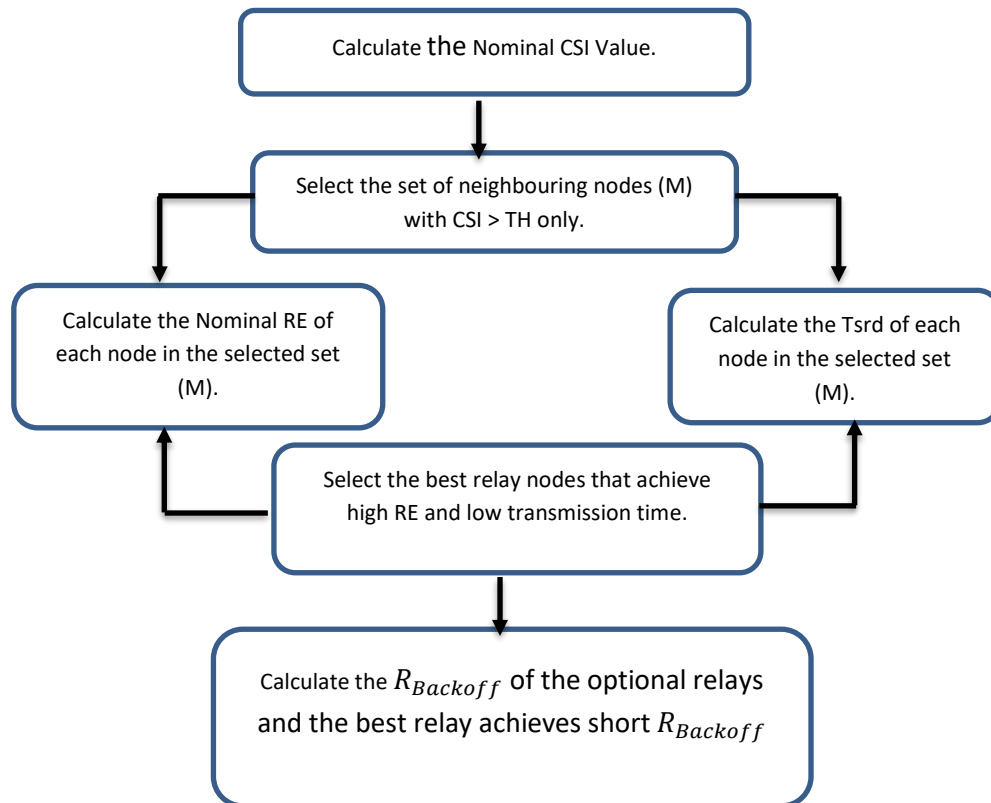 Calculate the Nominal CSI Value.
Select the set of neighbouring nodes (M)
with CSI > TH only.
Calculate the Nominal RE of
each node in the selected set
(M).
Calculate the Tsrd of each
node in the selected set
(M).
Select the best relay nodes that achieve
high RE and low transmission time.
Calculate the R_Backoff of the optional relays
and the best relay achieves short R_Backoff